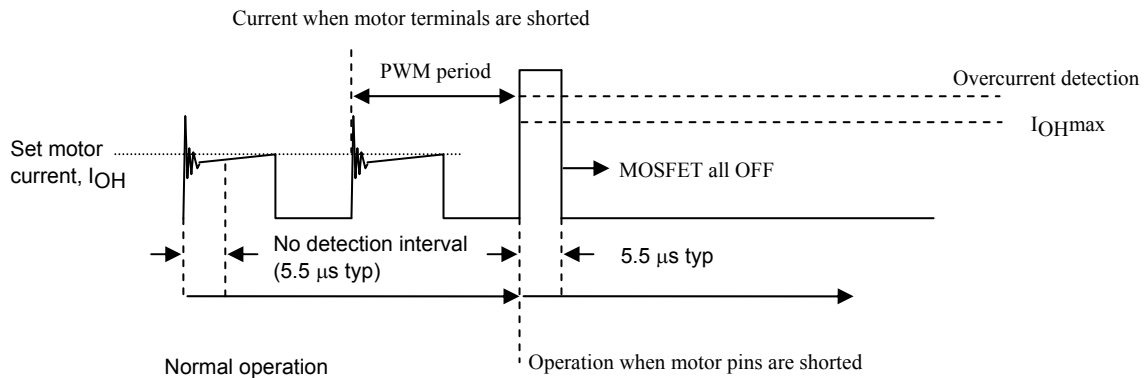 Current when motor terminals are shorted
PWM period
Overcurrent detection
IOHmax
Set motor
current, IOH
MOSFET all OFF
No detection interval
(5.5 μs typ)
5.5 μs typ
Normal operation
Operation when motor pins are shorted